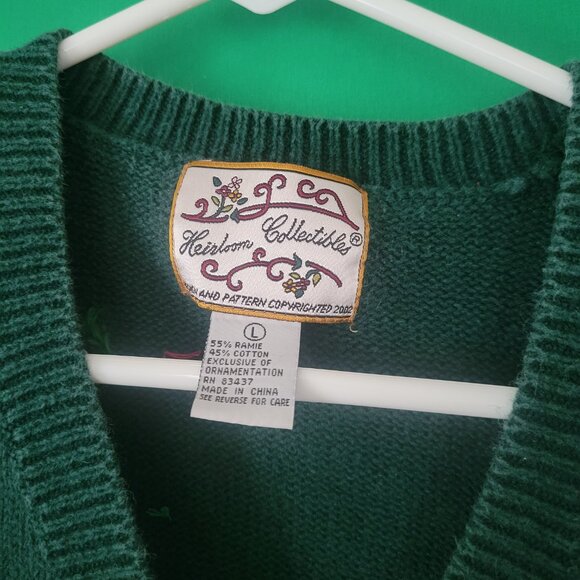 Heirloom Collectibles®
AND PATTERN COPYRIGHTED 2002
L
55% RAMIE
45% COTTON
EXCLUSIVE OF
ORNAMENTATION
RN 83437
MADE IN CHINA
SEE REVERSE FOR CARE